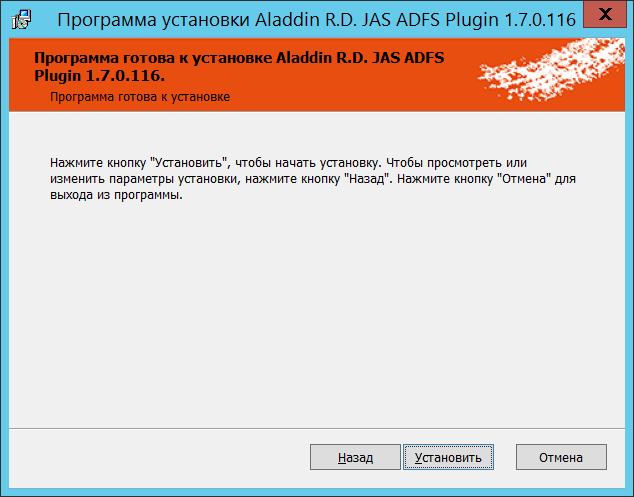 Программа установки Aladdin R.D. JAS ADFS Plugin 1.7.0.116
X
Программа готова к установке Aladdin R.D. JAS ADFS
Plugin 1.7.0.116.
Программа готова к установке
Нажмите кнопку "Установить", чтобы начать установку. Чтобы просмотреть или
изменить параметры установки, нажмите кнопку "Назад". Нажмите кнопку "Отмена" для
выхода из программы.
Назад
Установить
Отмена